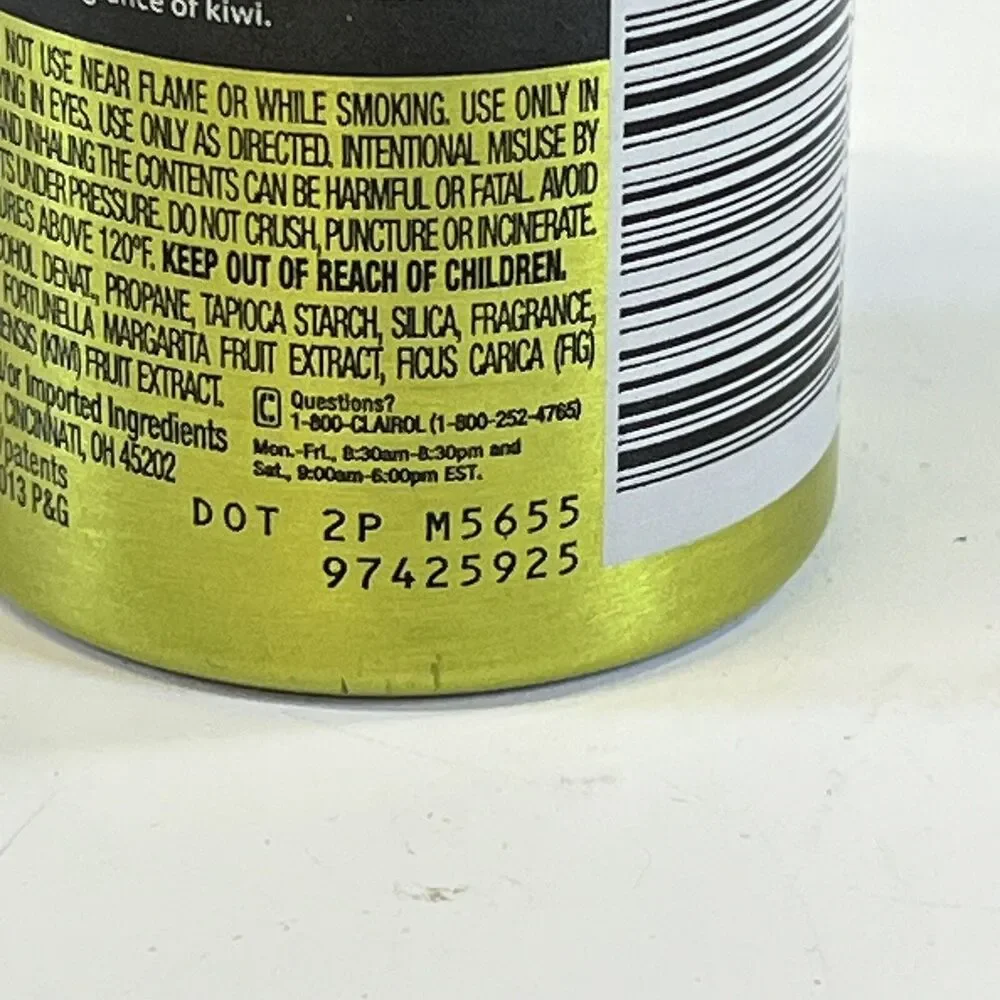 of kiwi.
NOT USE NEAR FLAME OR WHILE SMOKING. USE ONLY IN
IN EYES. USE ONLY AS DIRECTED. INTENTIONAL MISUSE BY
AND INHALING THE CONTENTS CAN BE HARMFUL OR FATAL. AVOID
UNDER PRESSURE. DO NOT CRUSH, PUNCTURE OR INCINERATE.
ABOVE 120°F. KEEP OUT OF REACH OF CHILDREN.
DENAT., PROPANE, TAPIOCA STARCH, SILICA, FRAGRANCE,
FORTUNELLA MARGARITA FRUIT EXTRACT, FICUS CARICA (FIG)
(KIWI) FRUIT EXTRACT.
/or Imported Ingredients
CINCINNATI, OH 45202
/patents
013 P&G
C Questions?
1-800-CLAIROL (1-800-252-4765)
Mon.-Fri., 8:30am-8:30pm and
Sat., 9:00am-6:00pm EST.
DOT 2P M5655
97425925